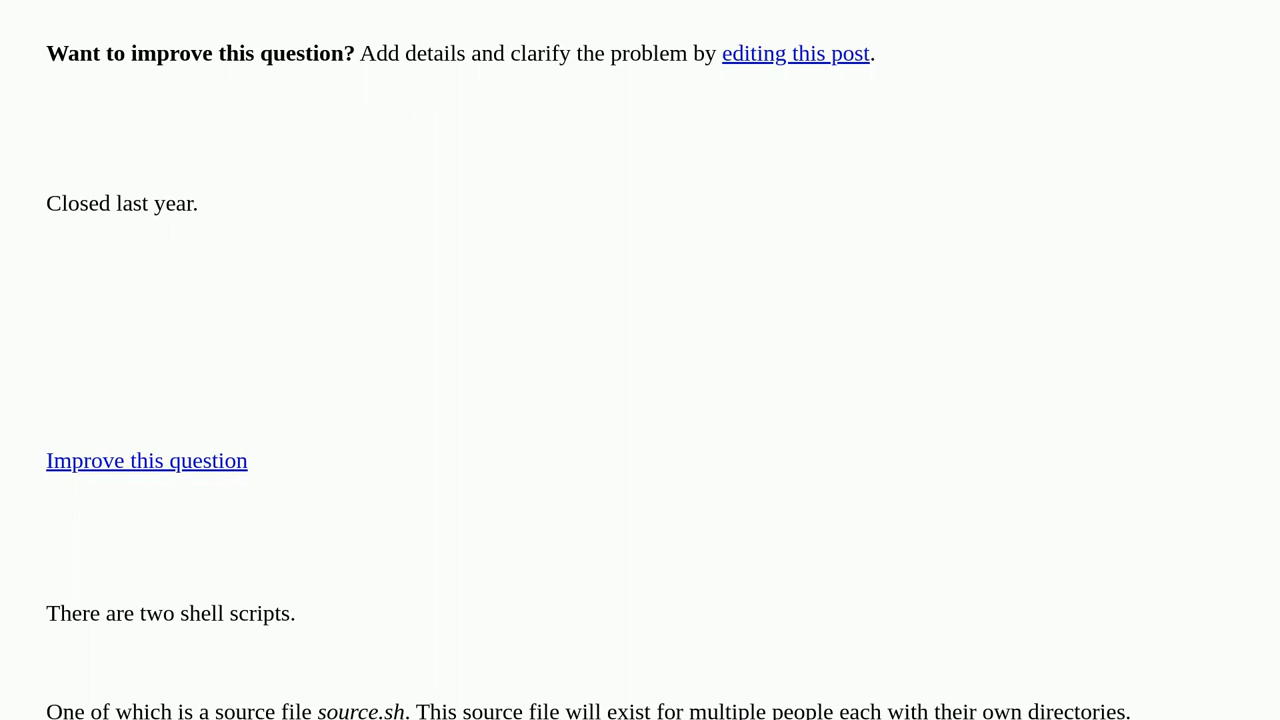 Want to improve this question? Add details and clarify the problem by editing this post.
Closed last year.
Improve this question
There are two shell scripts.
One of which is a source file source.sh. This source file will exist for multiple people each with their own directories.